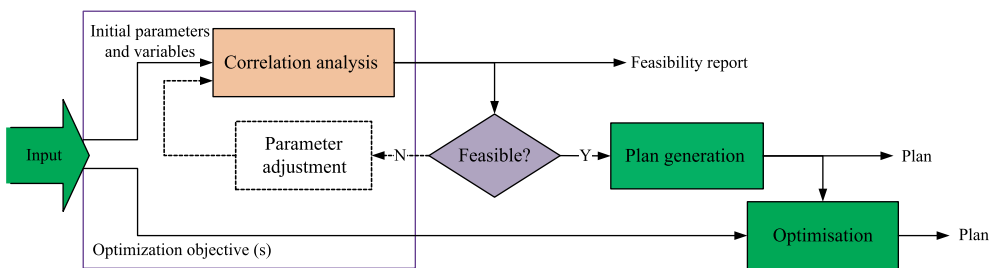 Initial parameters
and variables
Correlation analysis
Feasibility report
Input
Parameter
adjustment
N
Feasible?
Y
Plan generation
Plan
Optimization objective (s)
Optimisation
Plan